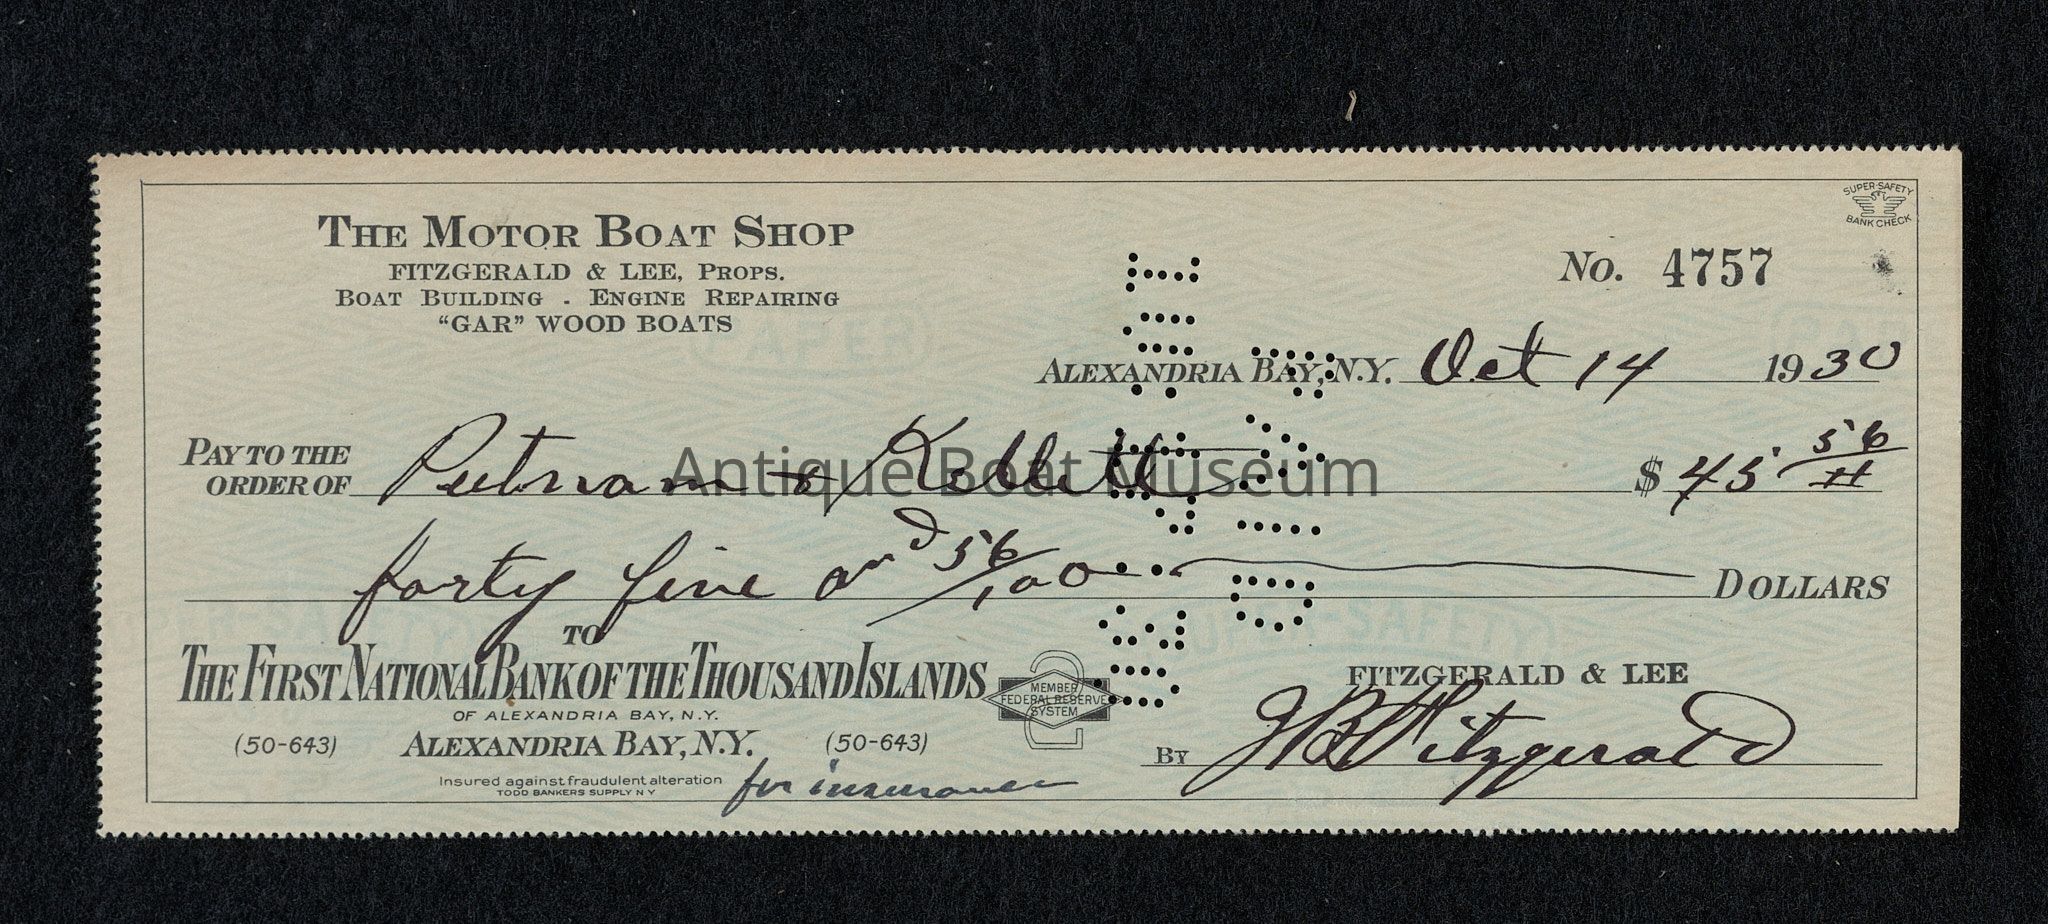 SUPER-SAFETY
BANK CHECK
THE MOTOR BOAT SHOP
FITZGERALD & LEE, PROPS.
BOAT BUILDING . ENGINE REPAIRING
"GAR" WOOD BOATS
No. 4757
ALEXANDRIA BAY, N.Y. Oct 14 1930
PAY TO THE
ORDER OF Putnam & Kellett $ 45 56/
Antique Boat Museum
forty five and 56/100 DOLLARS
TO
THE FIRST NATIONAL BANK OF THE THOUSAND ISLANDS
OF ALEXANDRIA BAY, N.Y.
(50-643) ALEXANDRIA BAY, N.Y. (50-643)
MEMBER
FEDERAL RESERVE
SYSTEM
Insured against fraudulent alteration
TODD BANKERS SUPPLY N Y
for insurance
FITZGERALD & LEE
BY J B Fitzgerald